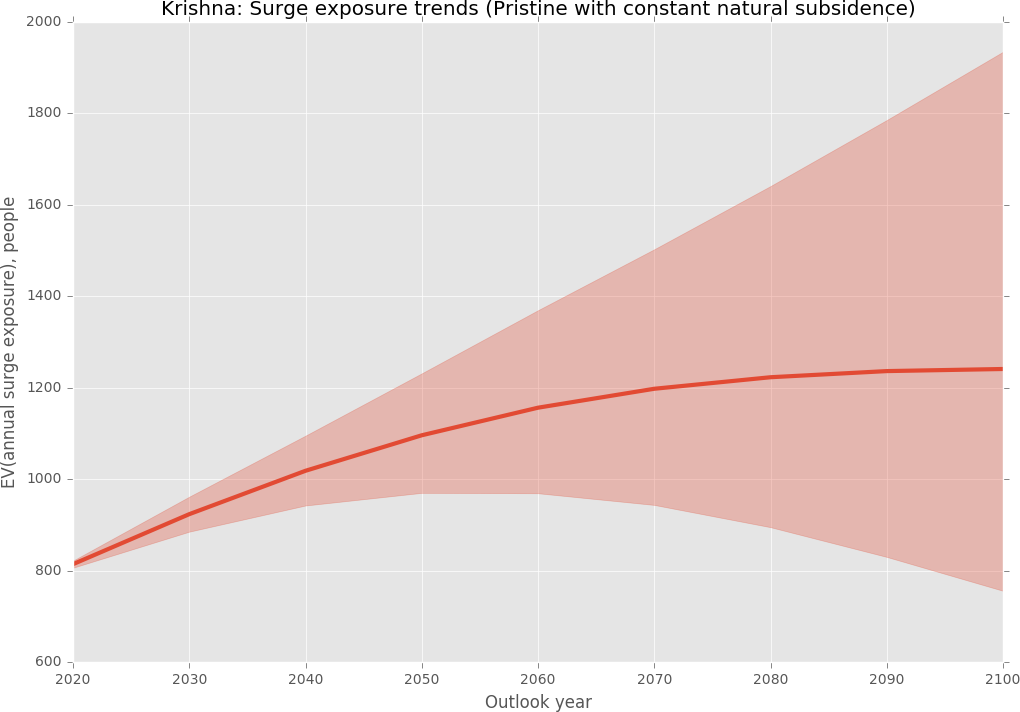 Krishna: Surge exposure trends (Pristine with constant natural subsidence)
EV(annual surge exposure), people
2000
1800
1600
1400
1200
1000
800
600
2020 2030 2040 2050 2060 2070 2080 2090 2100
Outlook year